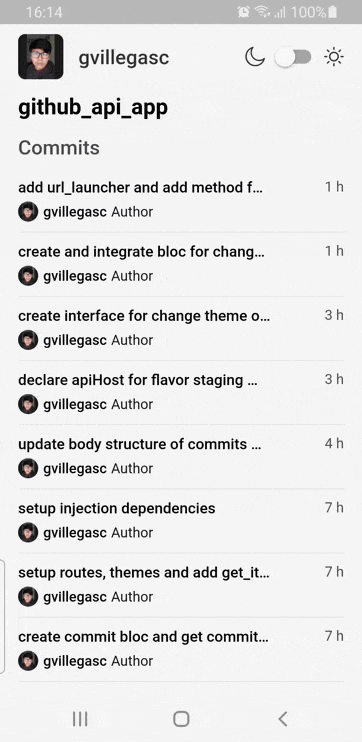 16:14 100%
gvillegasc
github_api_app
Commits
add url_launcher and add method f... 1 h
gvillegasc Author
create and integrate bloc for chang... 1 h
gvillegasc Author
create interface for change theme o... 3 h
gvillegasc Author
declare apiHost for flavor staging ... 3 h
gvillegasc Author
update body structure of commits ... 4 h
gvillegasc Author
setup injection dependencies 7 h
gvillegasc Author
setup routes, themes and add get_it... 7 h
gvillegasc Author
create commit bloc and get commit... 7 h
gvillegasc Author